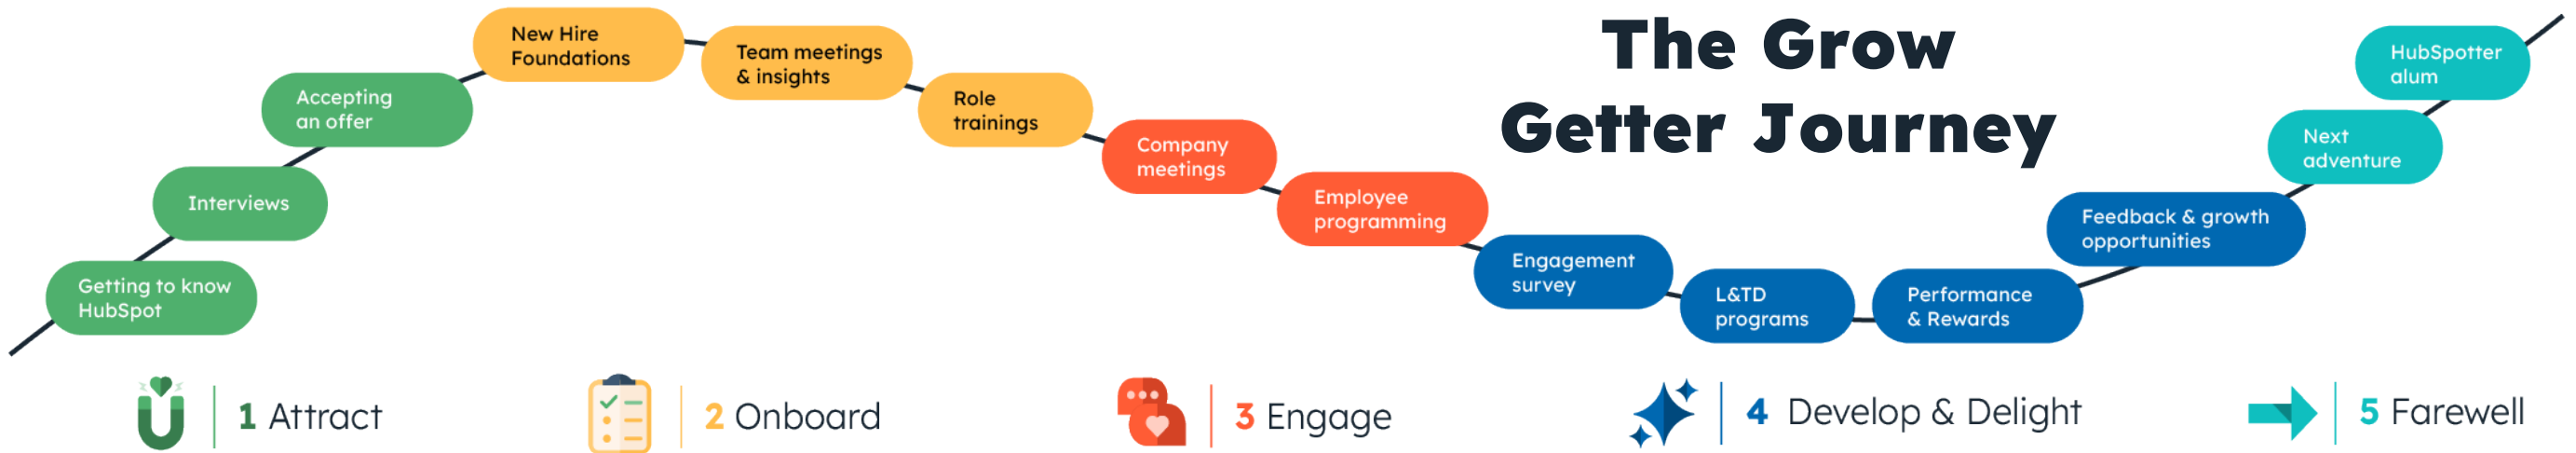 The Grow
Getter Journey
Getting to know
HubSpot
Interviews
Accepting
an offer
New Hire
Foundations
Team meetings
& insights
Role
trainings
Company
meetings
Employee
programming
Engagement
survey
L&TD
programs
Performance
& Rewards
Feedback & growth
opportunities
Next
adventure
HubSpotter
alum
1 Attract
2 Onboard
3 Engage
4 Develop & Delight
5 Farewell